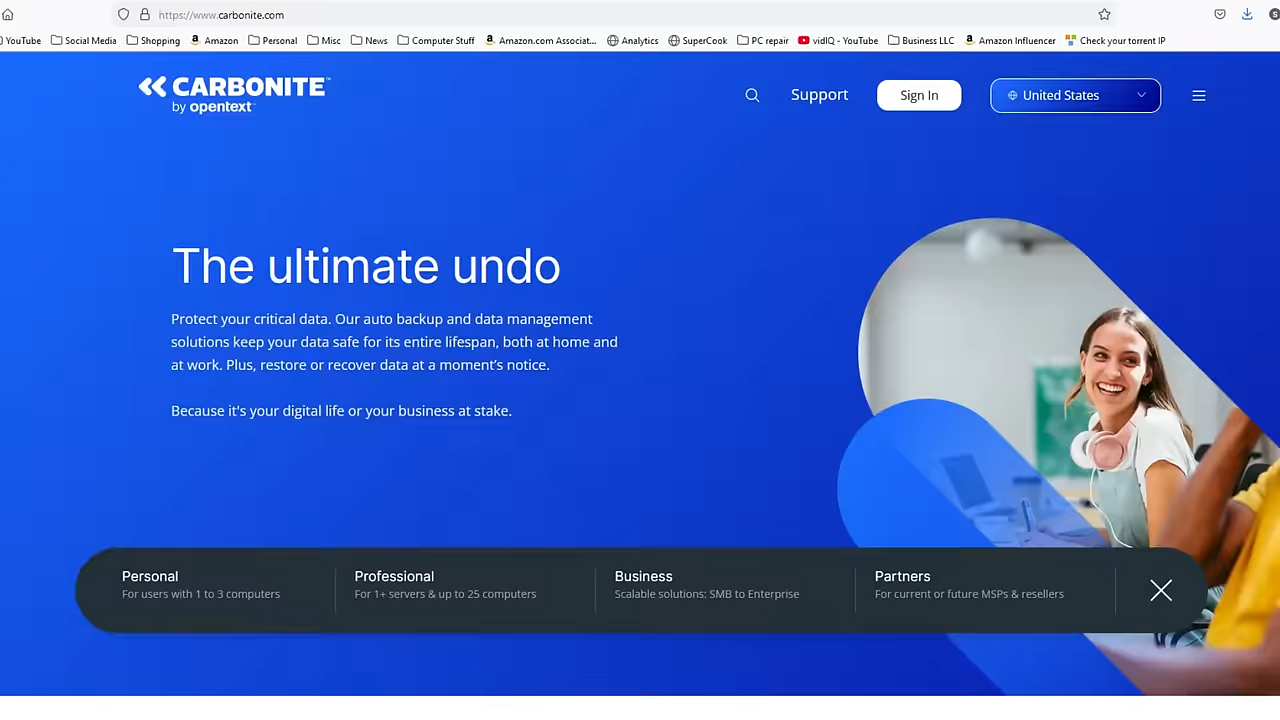 https://www.carbonite.com
YouTube Social Media Shopping Amazon Personal Misc News Computer Stuff Amazon.com Associat... Analytics SuperCook PC repair vidIQ - YouTube Business LLC Amazon Influencer Check your torrent IP
CARBONITE™
by opentext™
Support
Sign In
United States
The ultimate undo
Protect your critical data. Our auto backup and data management
solutions keep your data safe for its entire lifespan, both at home and
at work. Plus, restore or recover data at a moment’s notice.
Because it's your digital life or your business at stake.
Personal
For users with 1 to 3 computers
Professional
For 1+ servers & up to 25 computers
Business
Scalable solutions: SMB to Enterprise
Partners
For current or future MSPs & resellers